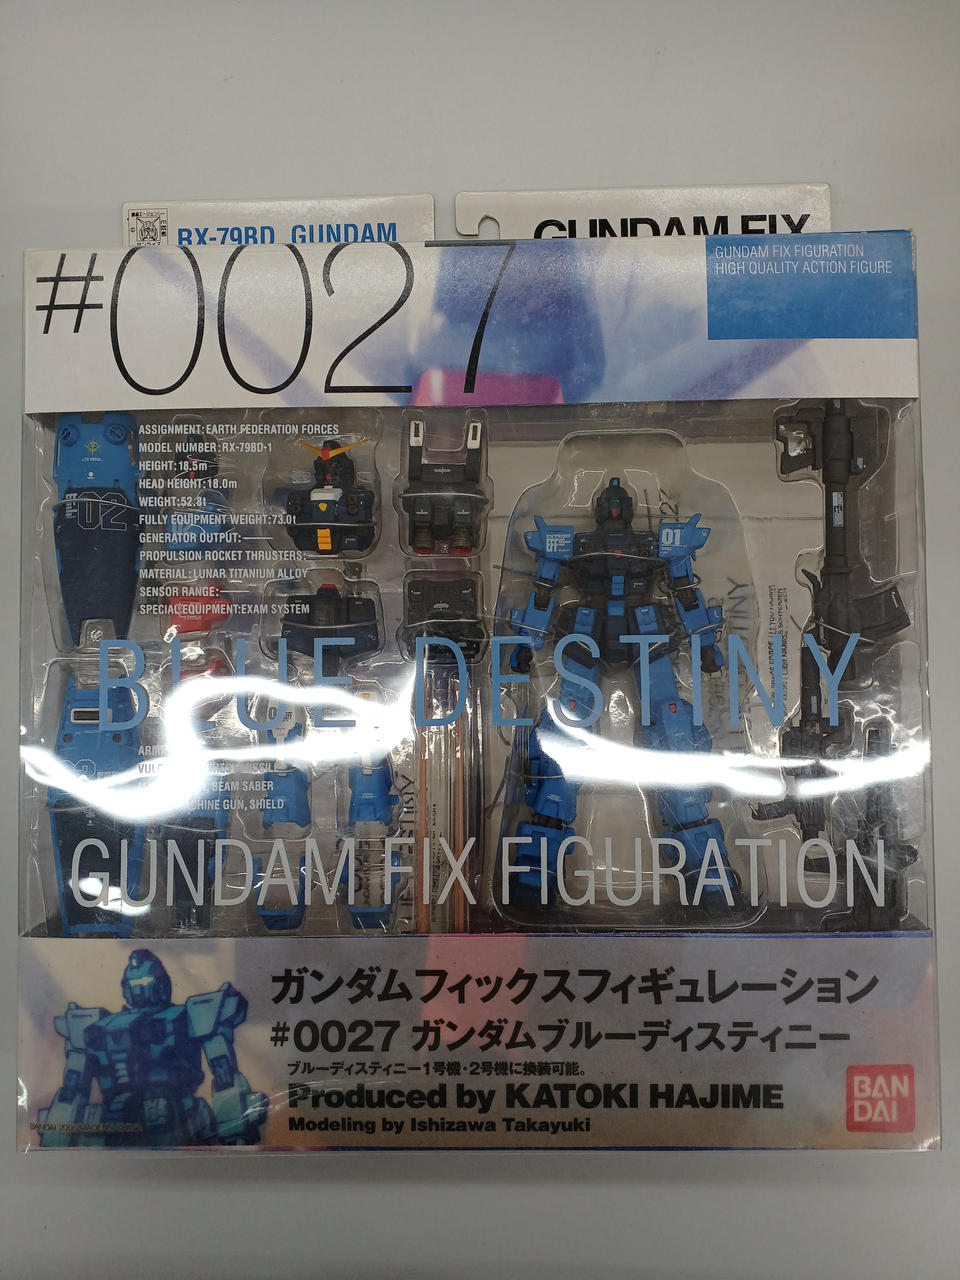 RX-79BD GUNDAM
GUNDAM FIX
#0027
GUNDAM FIX FIGURATION
HIGH QUALITY ACTION FIGURE
ASSIGNMENT: EARTH FEDERATION FORCES
MODEL NUMBER: RX-79BD-1
HEIGHT: 18.5m
HEAD HEIGHT: 18.0m
WEIGHT: 52.8t
FULLY EQUIPMENT WEIGHT: 73.0t
GENERATOR OUTPUT: —
PROPULSION ROCKET THRUSTERS: —
MATERIAL: LUNAR TITANIUM ALLOY
SENSOR RANGE: —
SPECIAL EQUIPMENT: EXAM SYSTEM
02
01
BLUE DESTINY
BEAM SABER
GUN, SHIELD
GUNDAM FIX FIGURATION
ガンダムフィックスフィギュレーション
#0027 ガンダムブルーディスティニー
ブルーディスティニー1号機・2号機に換装可能。
Produced by KATOKI HAJIME
Modeling by Ishizawa Takayuki
BAN
DAI